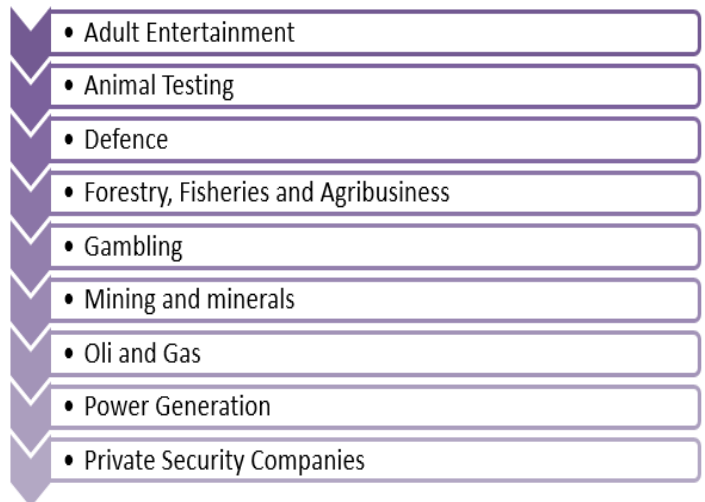 • Adult Entertainment
• Animal Testing
• Defence
• Forestry, Fisheries and Agribusiness
• Gambling
• Mining and minerals
• Oli and Gas
• Power Generation
• Private Security Companies